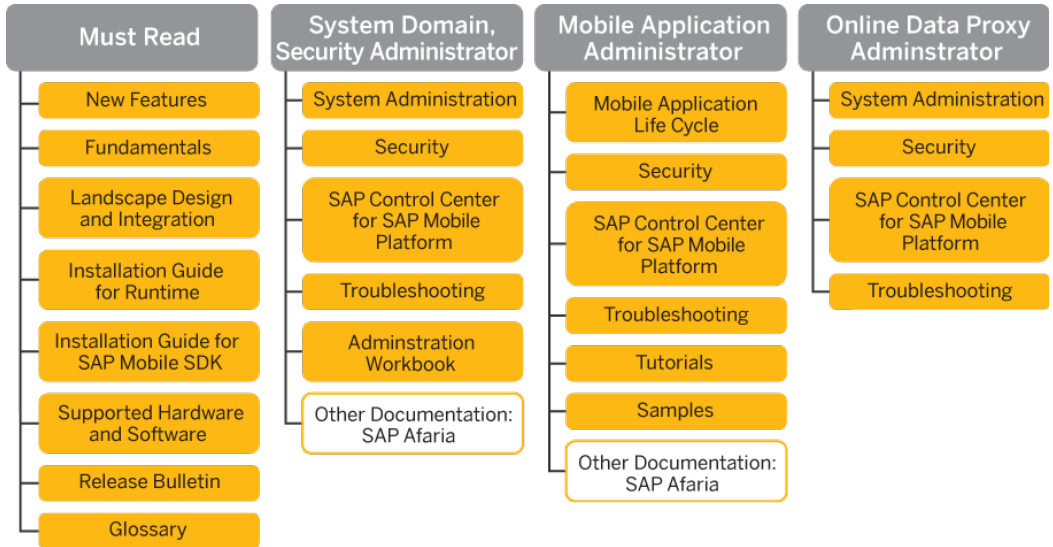 Must Read
New Features
Fundamentals
Landscape Design
and Integration
Installation Guide
for Runtime
Installation Guide for
SAP Mobile SDK
Supported Hardware
and Software
Release Bulletin
Glossary
System Domain,
Security Administrator
System Administration
Security
SAP Control Center
for SAP Mobile
Platform
Troubleshooting
Adminstration
Workbook
Other Documentation:
SAP Afaria
Mobile Application
Administrator
Mobile Application
Life Cycle
Security
SAP Control Center
for SAP Mobile
Platform
Troubleshooting
Tutorials
Samples
Other Documentation:
SAP Afaria
Online Data Proxy
Adminstrator
System Administration
Security
SAP Control Center
for SAP Mobile
Platform
Troubleshooting